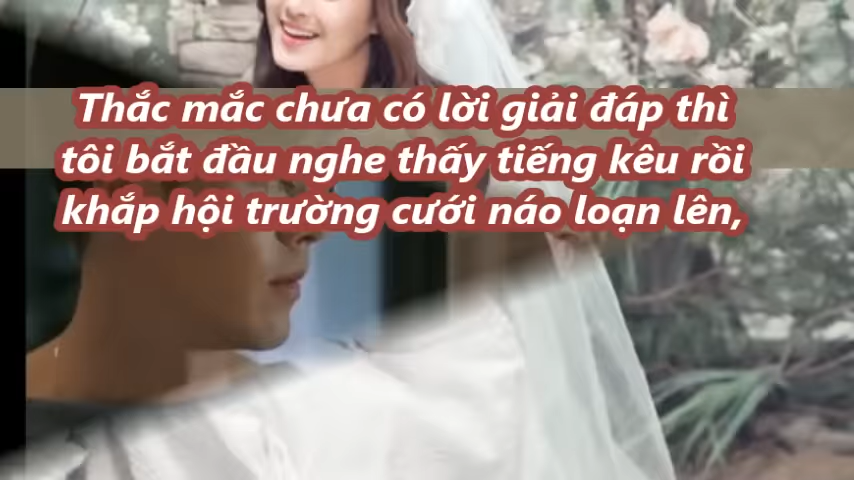 Thắc mắc chưa có lời giải đáp thì
tôi bắt đầu nghe thấy tiếng kêu rồi
khắp hội trường cưới náo loạn lên,